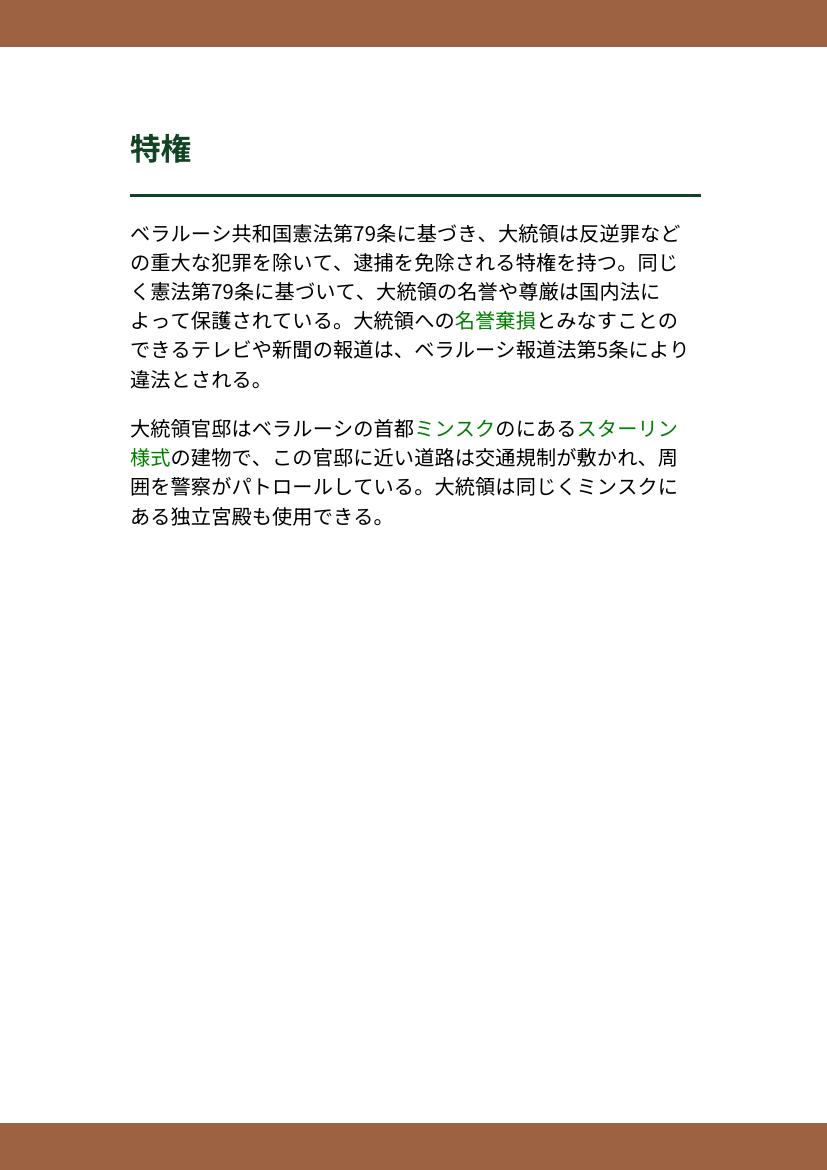 特権
ベラルーシ共和国憲法第79条に基づき、大統領は反逆罪など
の重大な犯罪を除いて、逮捕を免除される特権を持つ。同じ
く憲法第79条に基づいて、大統領の名誉や尊厳は国内法に
よって保護されている。大統領への名誉棄損とみなすことの
できるテレビや新聞の報道は、ベラルーシ報道法第5条により
違法とされる。
大統領官邸はベラルーシの首都ミンスクのにあるスターリン
様式の建物で、この官邸に近い道路は交通規制が敷かれ、周
囲を警察がパトロールしている。大統領は同じくミンスクに
ある独立宮殿も使用できる。